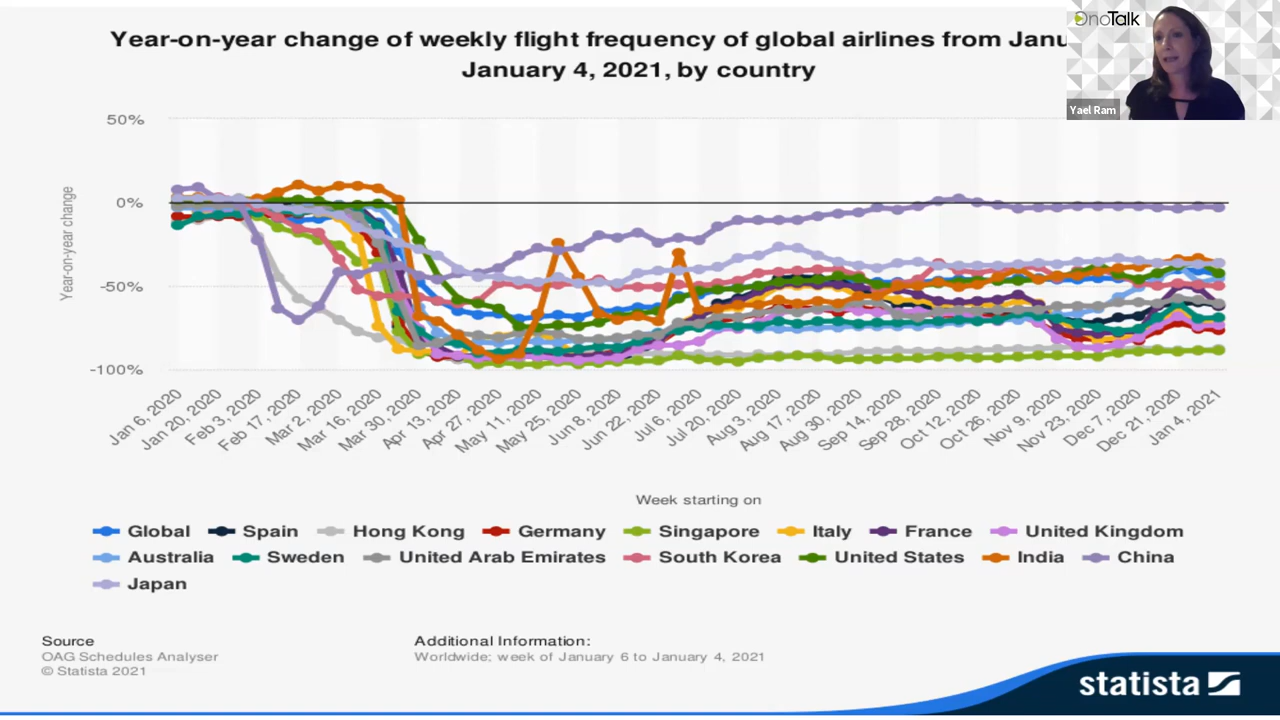 Year-on-year change of weekly flight frequency of global airlines from Janu
January 4, 2021, by country
OnoTalk
Yael Ram
Year-on-year change
50%
0%
-50%
-100%
Jan 6, 2020
Jan 20, 2020
Feb 3, 2020
Feb 17, 2020
Mar 2, 2020
Mar 16, 2020
Mar 30, 2020
Apr 13, 2020
Apr 27, 2020
May 11, 2020
May 25, 2020
Jun 8, 2020
Jun 22, 2020
Jul 6, 2020
Jul 20, 2020
Aug 3, 2020
Aug 17, 2020
Aug 30, 2020
Sep 14, 2020
Sep 28, 2020
Oct 12, 2020
Oct 26, 2020
Nov 9, 2020
Nov 23, 2020
Dec 7, 2020
Dec 21, 2020
Jan 4, 2021
Week starting on
Global Spain Hong Kong Germany Singapore Italy France United Kingdom
Australia Sweden United Arab Emirates South Korea United States India China
Japan
Source
OAG Schedules Analyser
© Statista 2021
Additional Information:
Worldwide; week of January 6 to January 4, 2021
statista